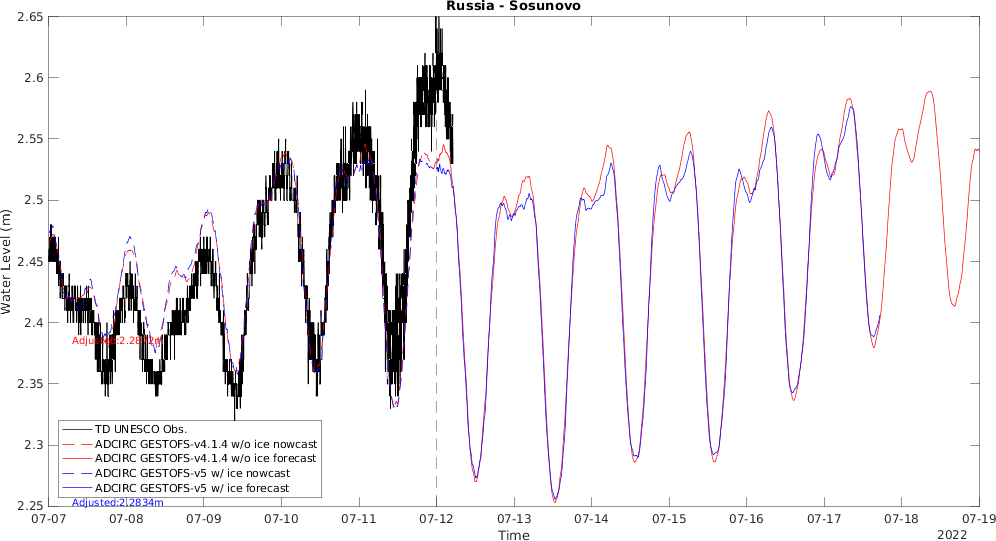 Russia - Sosunovo
Water Level (m)
2.65
2.6
2.55
2.5
2.45
2.4
2.35
2.3
2.25
TD UNESCO Obs.
ADCIRC GESTOFS-v4.1.4 w/o ice nowcast
ADCIRC GESTOFS-v4.1.4 w/o ice forecast
ADCIRC GESTOFS-v5 w/ ice nowcast
ADCIRC GESTOFS-v5 w/ ice forecast
Adjusted:2.2834m
07-07 07-08 07-09 07-10 07-11 07-12 07-13 07-14 07-15 07-16 07-17 07-18 07-19
Time
2022